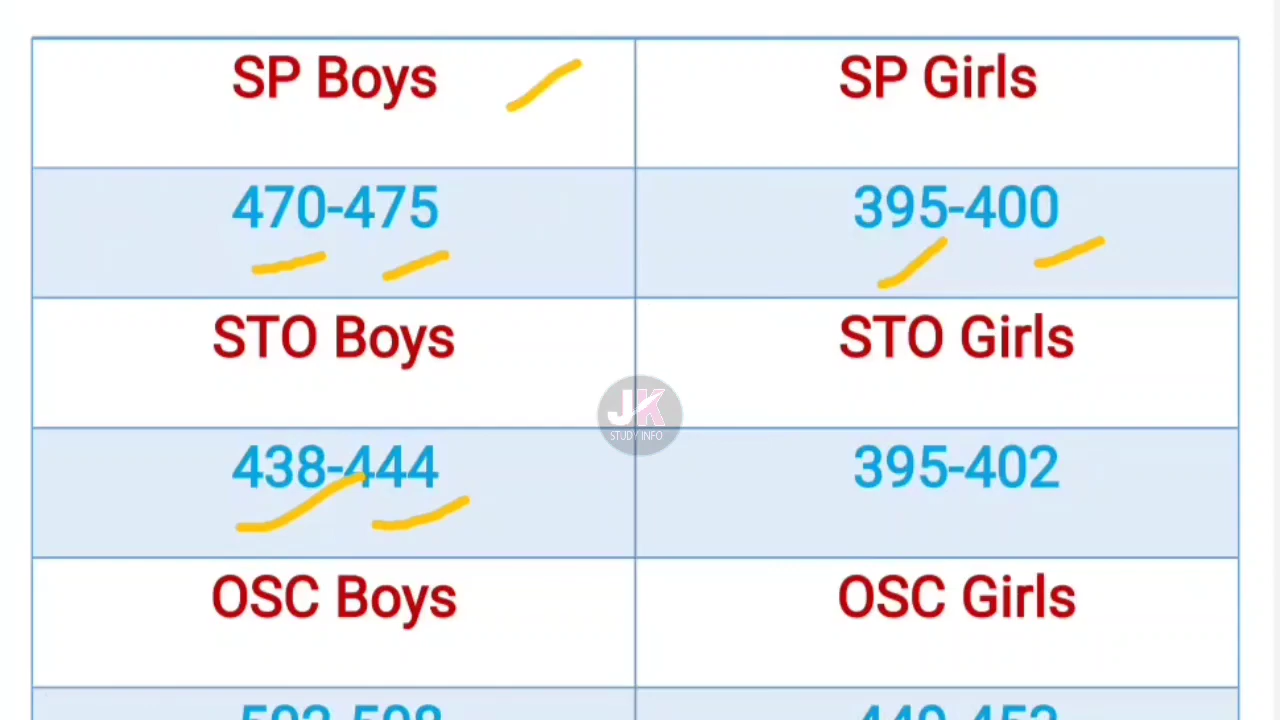 SP Boys SP Girls
470-475 395-400
STO Boys STO Girls
JK
STUDY INFO
438-444 395-402
OSC Boys OSC Girls